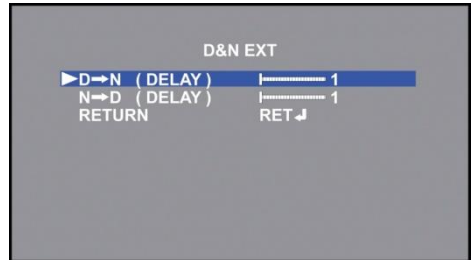 D&N EXT
D➡N (DELAY) 1
N➡D (DELAY) 1
RETURN RET↲